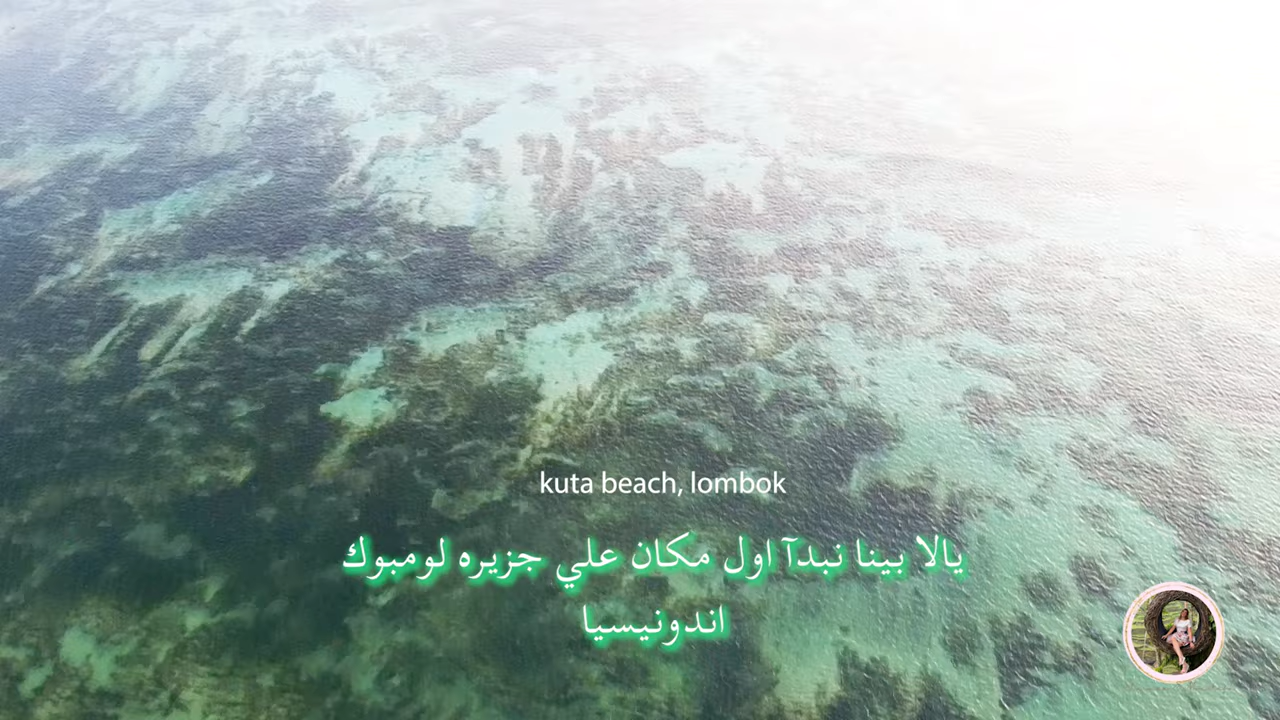 kuta beach, lombok
يالا بينا نبدآ اول مكان علي جزيره لومبوك
اندونيسيا